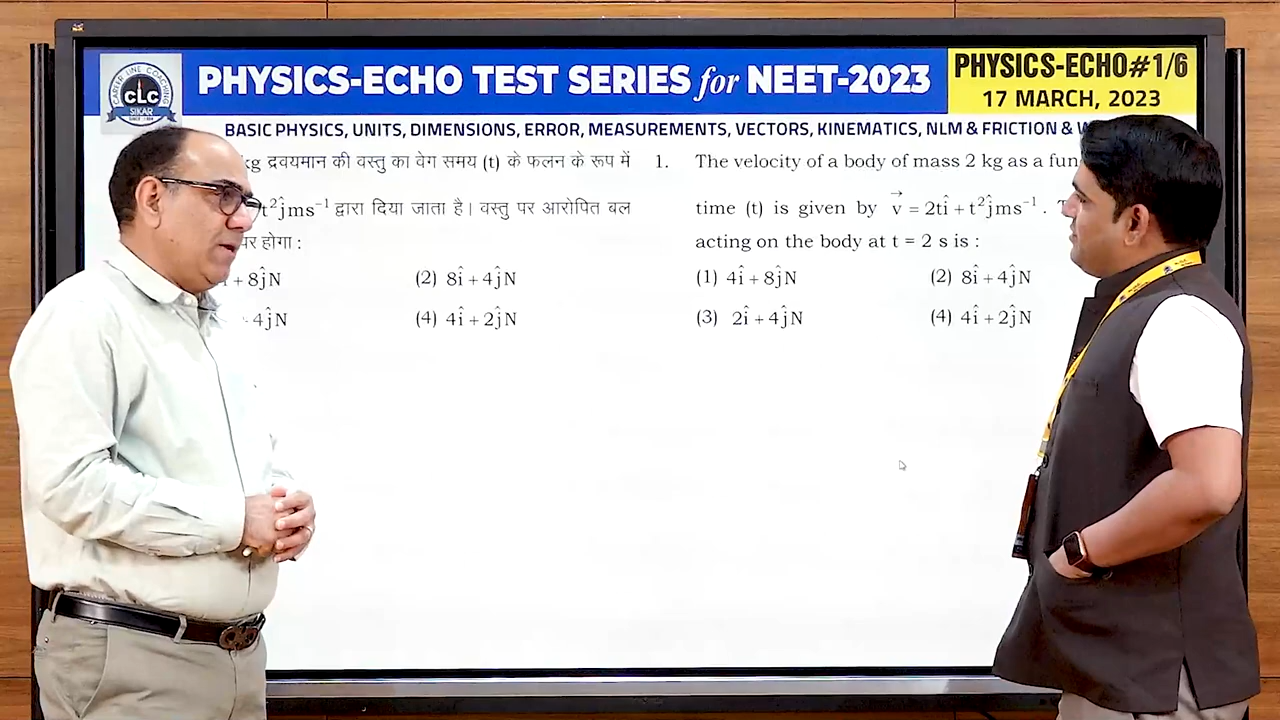 CAREER LINE COACHING
CLC
SIKAR
PHYSICS-ECHO TEST SERIES for NEET-2023
PHYSICS-ECHO#1/6
17 MARCH, 2023
BASIC PHYSICS, UNITS, DIMENSIONS, ERROR, MEASUREMENTS, VECTORS, KINEMATICS, NLM & FRICTION &
kg द्रवयमान की वस्तु का वेग समय (t) के फलन के रूप में
t²ĵms⁻¹ द्वारा दिया जाता है। वस्तु पर आरोपित बल
पर होगा :
+ 8ĵN
(2) 8î + 4ĵN
4ĵN
(4) 4î + 2ĵN
1. The velocity of a body of mass 2 kg as a
time (t) is given by v⃗ = 2tî + t²ĵms⁻¹ .
acting on the body at t = 2 s is :
(1) 4î + 8ĵN
(2) 8î + 4ĵN
(3) 2î + 4ĵN
(4) 4î + 2ĵN